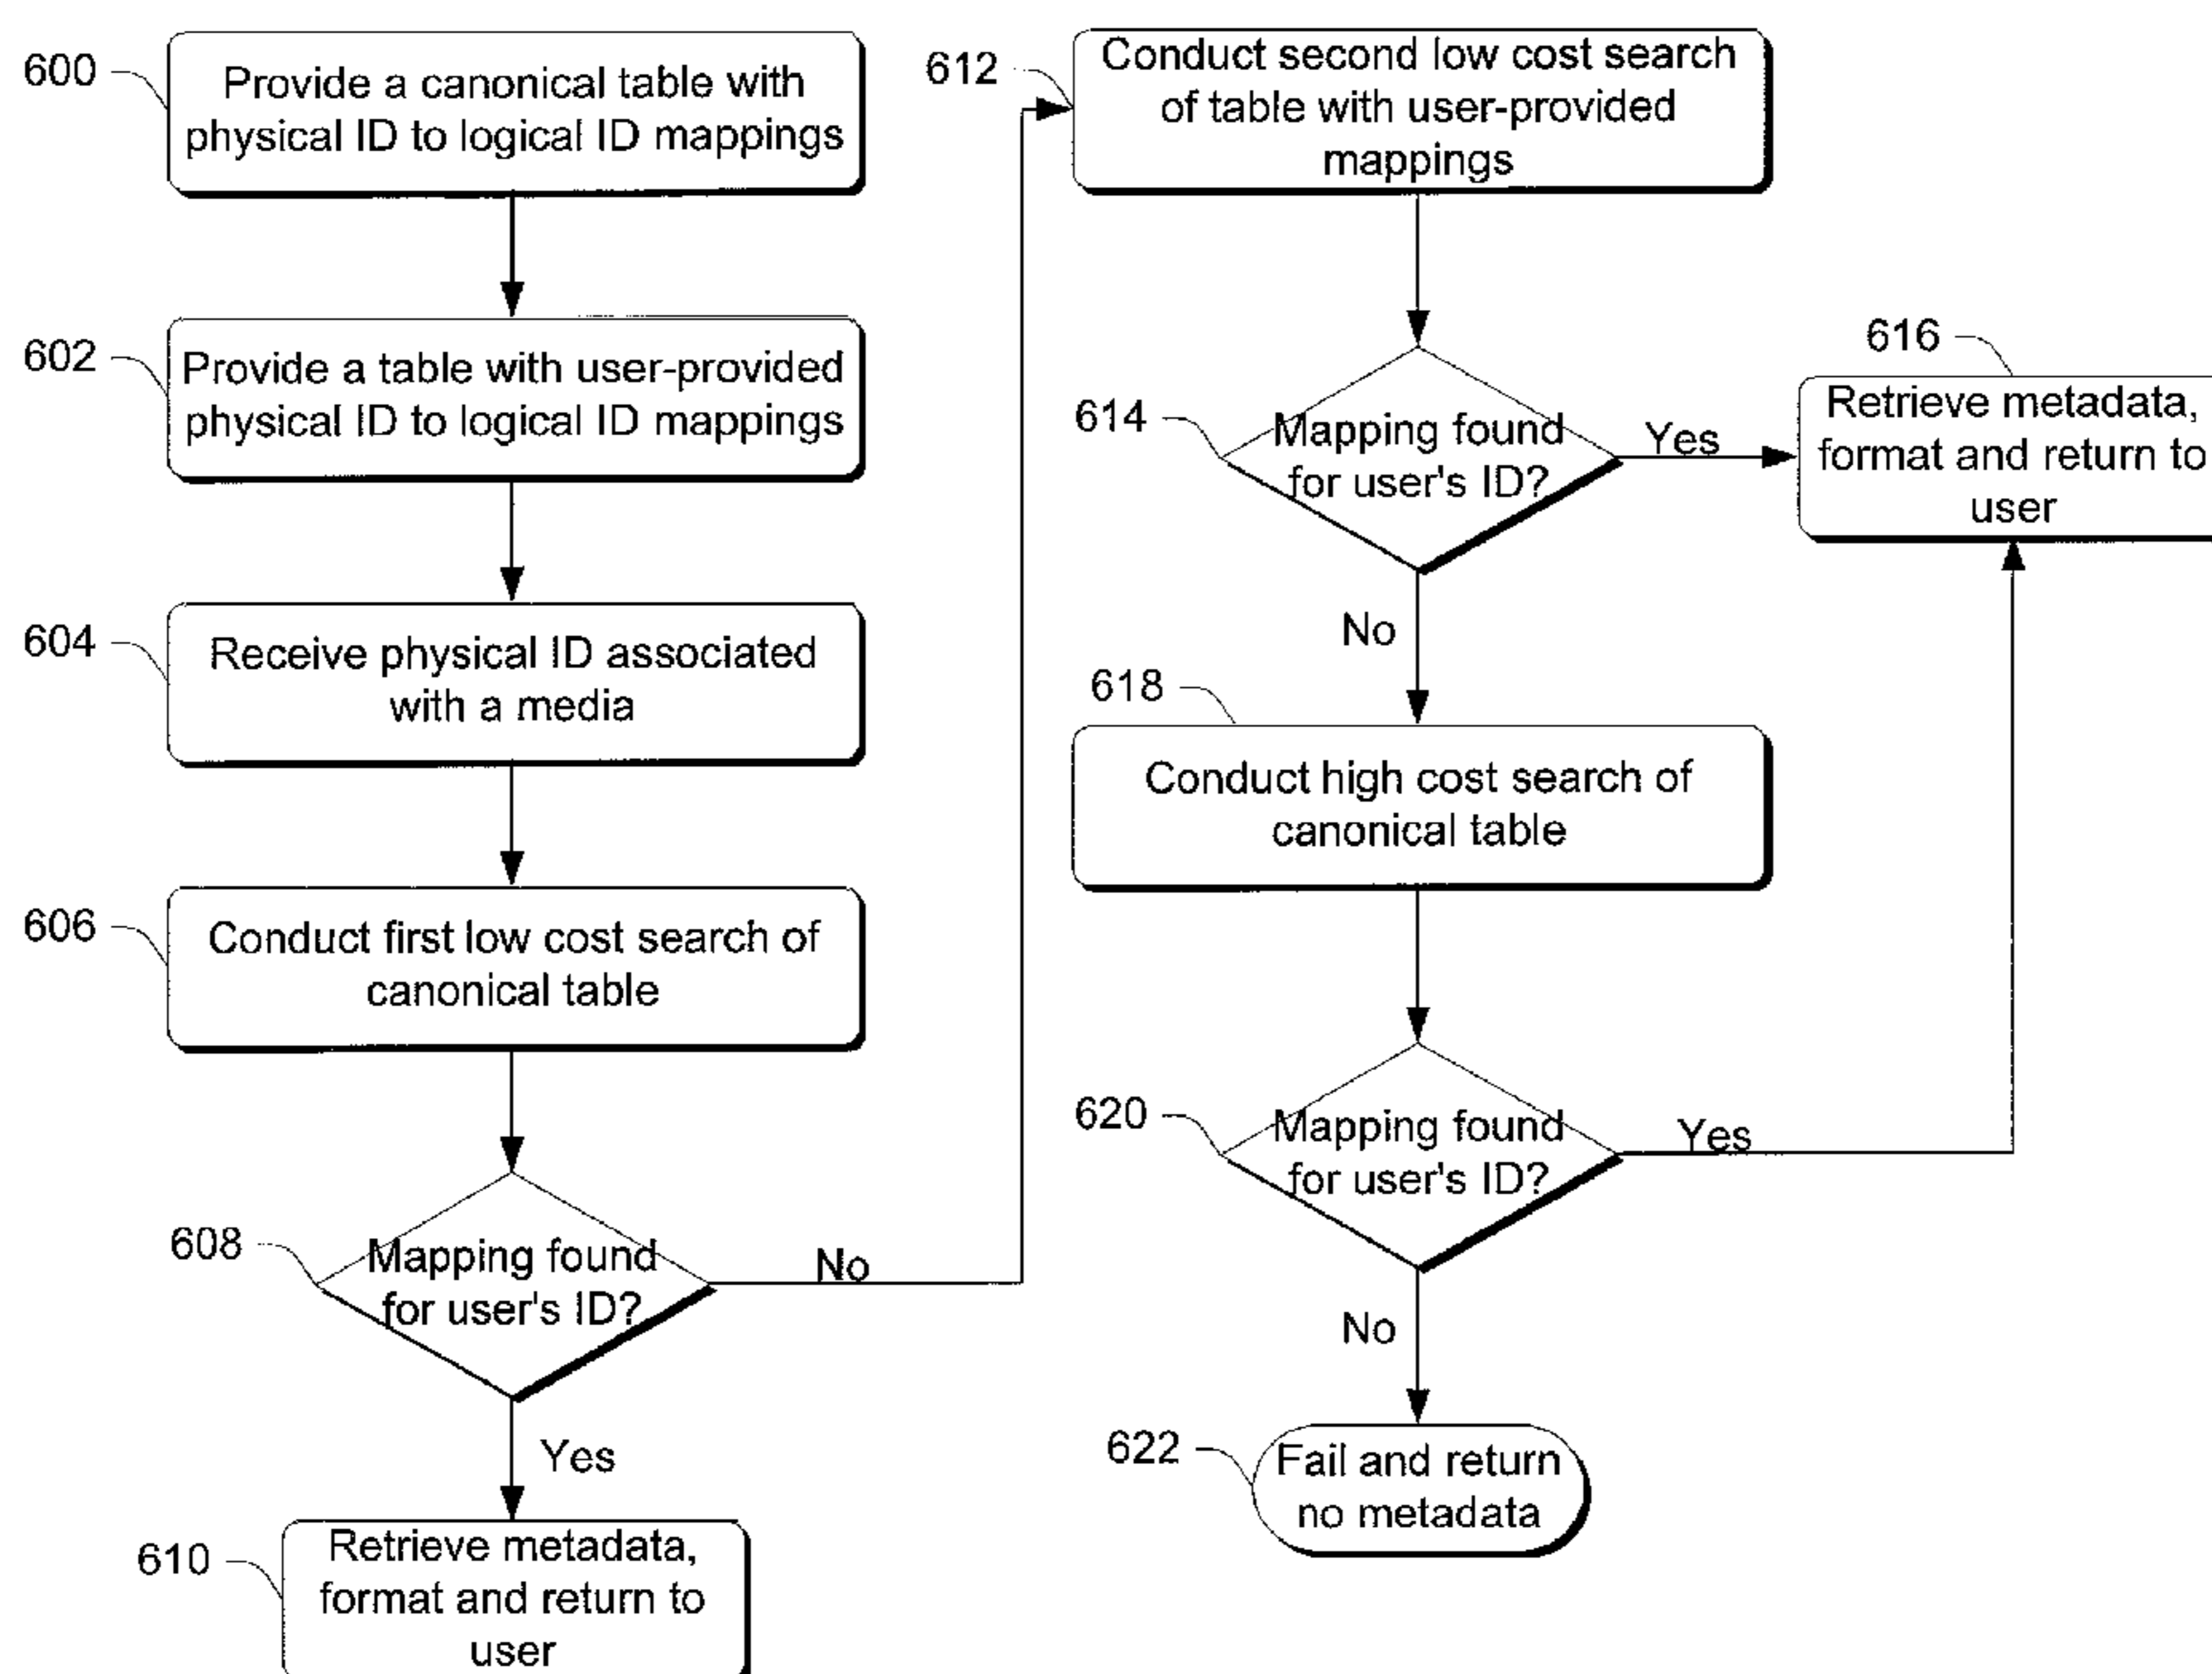 600
Provide a canonical table with
physical ID to logical ID mappings
602
Provide a table with user-provided
physical ID to logical ID mappings
604
Receive physical ID associated
with a media
606
Conduct first low cost search of
canonical table
608
Mapping found
for user's ID?
No
Yes
610
Retrieve metadata,
format and return to
user
612
Conduct second low cost search
of table with user-provided
mappings
614
Mapping found
for user's ID?
Yes
616
Retrieve metadata,
format and return to
user
No
618
Conduct high cost search of
canonical table
620
Mapping found
for user's ID?
Yes
No
622
Fail and return
no metadata